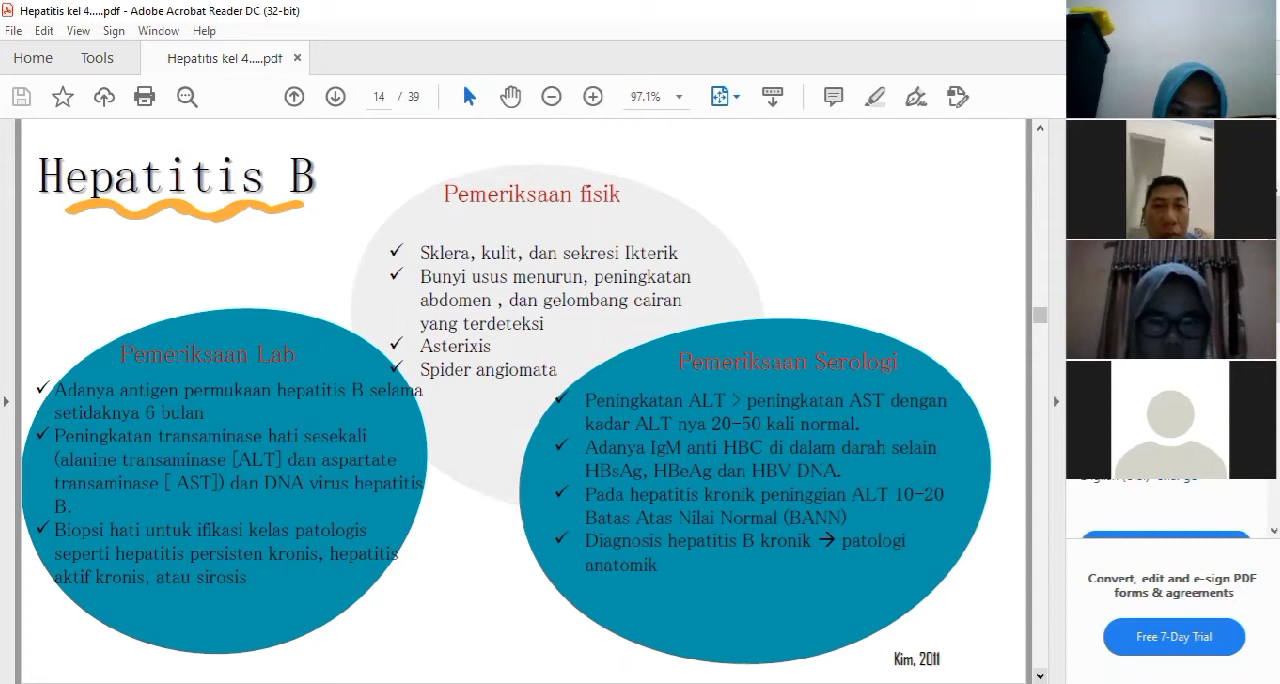 Hepatitis kel 4.....pdf - Adobe Acrobat Reader DC (32-bit)
File Edit View Sign Window Help
Home Tools Hepatitis kel 4.....pdf ×
14 / 39 97.1%
Hepatitis B
Pemeriksaan fisik
Sklera, kulit, dan sekresi Ikterik
Bunyi usus menurun, peningkatan
abdomen , dan gelombang cairan
yang terdeteksi
Asterixis
Spider angiomata
Pemeriksaan Lab
Adanya antigen permukaan hepatitis B selama
setidaknya 6 bulan
Peningkatan transaminase hati sesekali
(alanine transaminase [ALT] dan aspartate
transaminase [ AST]) dan DNA virus hepatitis
B.
Biopsi hati untuk ifikasi kelas patologis
seperti hepatitis persisten kronis, hepatitis
aktif kronis, atau sirosis
Pemeriksaan Serologi
Peningkatan ALT > peningkatan AST dengan
kadar ALT nya 20-50 kali normal.
Adanya IgM anti HBC di dalam darah selain
HBsAg, HBeAg dan HBV DNA.
Pada hepatitis kronik peninggian ALT 10-20
Batas Atas Nilai Normal (BANN)
Diagnosis hepatitis B kronik → patologi
anatomik
Kim, 2011
Convert, edit and e-sign PDF
forms & agreements
Free 7-Day Trial